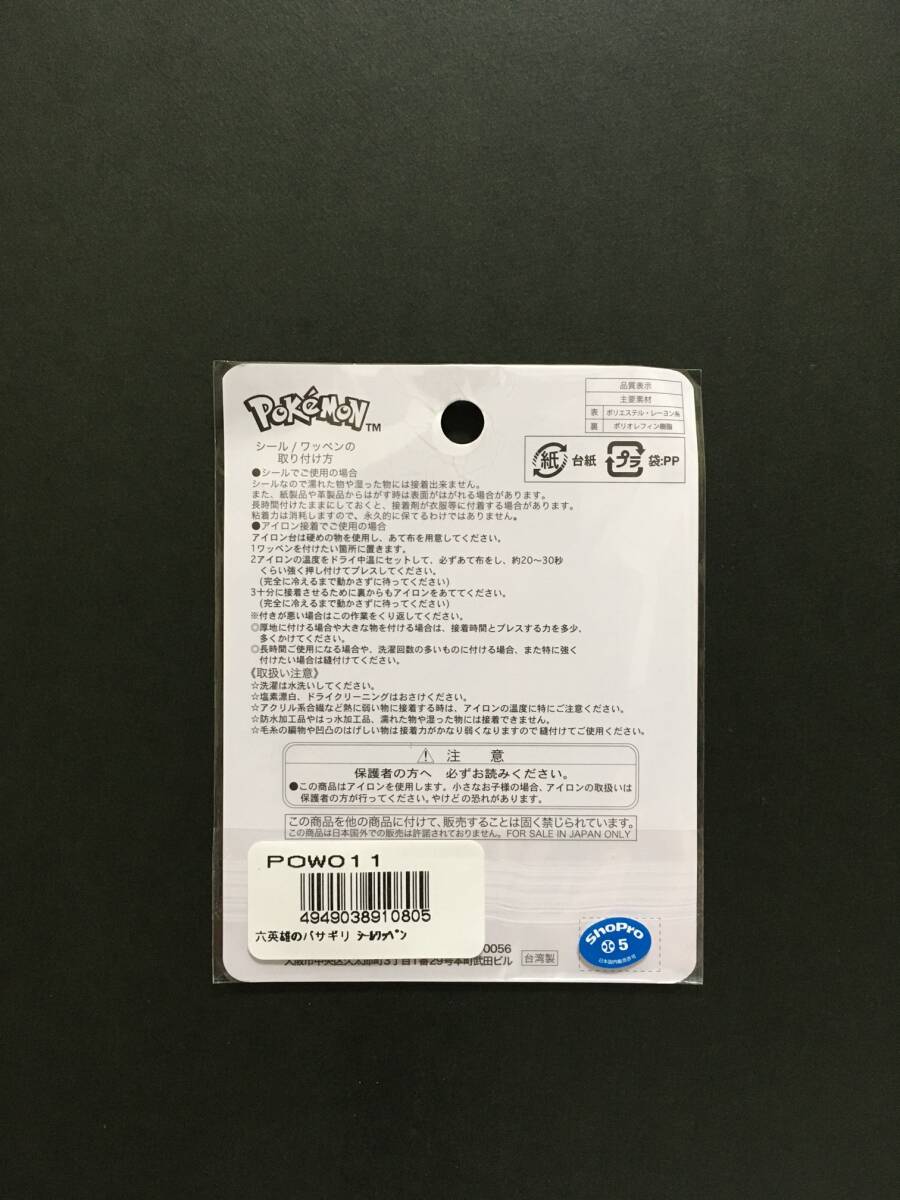 POKéMON TM
シール / ワッペンの
取り付け方
品質表示
主要素材
表 ポリエステル・レーヨン糸
裏 ポリオレフィン樹脂
紙 台紙 プラ 袋:PP
●シールでご使用の場合
シールなので濡れた物や湿った物には接着出来ません。
また、紙製品や革製品からはがす時は表面がはがれる場合があります。
長時間付けたままにしておくと、接着剤が衣服等に付着する場合があります。
粘着力は消耗しますので、永久的に保てるわけではありません。
●アイロン接着でご使用の場合
アイロン台は硬めの物を使用し、あて布を用意してください。
1ワッペンを付けたい箇所に置きます。
2アイロンの温度をドライ中温にセットして、必ずあて布をし、約20〜30秒
くらい強く押し付けてプレスしてください。
(完全に冷えるまで動かさずに待ってください)
3十分に接着させるために裏からもアイロンをあててください。
(完全に冷えるまで動かさずに待ってください)
※付きが悪い場合はこの作業をくり返してください。
◎厚地に付ける場合や大きな物を付ける場合は、接着時間とプレスする力を多少、
多くかけてください。
◎長時間ご使用になる場合や、洗濯回数の多いものに付ける場合、また特に強く
付けたい場合は縫付けてください。
《取扱い注意》
☆洗濯は水洗いしてください。
☆塩素漂白、ドライクリーニングはおさけください。
☆アクリル系合繊など熱に弱い物に接着する時は、アイロンの温度に特にご注意ください。
☆防水加工品やはっ水加工品、濡れた物や湿った物には接着できません。
☆毛糸の編物や凹凸のはげしい物は接着力がかなり弱くなりますので縫付けてご使用ください。
注 意
保護者の方へ 必ずお読みください。
●この商品はアイロンを使用します。小さなお子様の場合、アイロンの取扱いは
保護者の方が行ってください。やけどの恐れがあります。
この商品を他の商品に付けて、販売することは固く禁じられています。
この商品は日本国外での販売は許諾されておりません。FOR SALE IN JAPAN ONLY
POW011
4949038910805
六英雄のバサギリ シールワッペン
0056
大阪市中央区久太郎町3丁目1番29号本町武田ビル
台湾製
ShoPro
5
日本国内販売許可